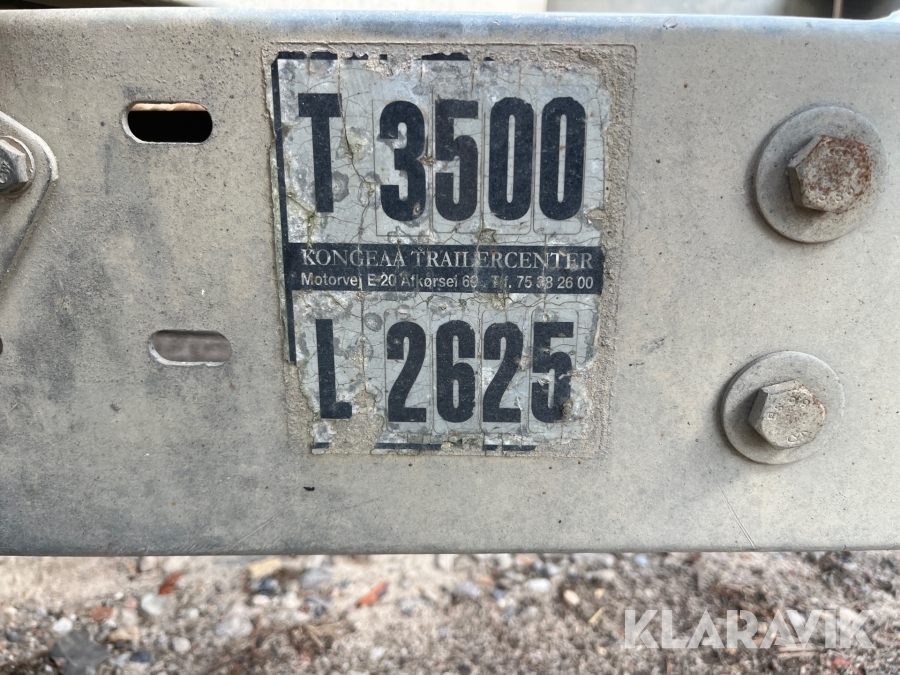 T 3500
KONGEAA TRAILERCENTER
Motorvej E 20 Afkørsel 69. Tlf. 75 38 26 00
L 2625
KLARAVIK